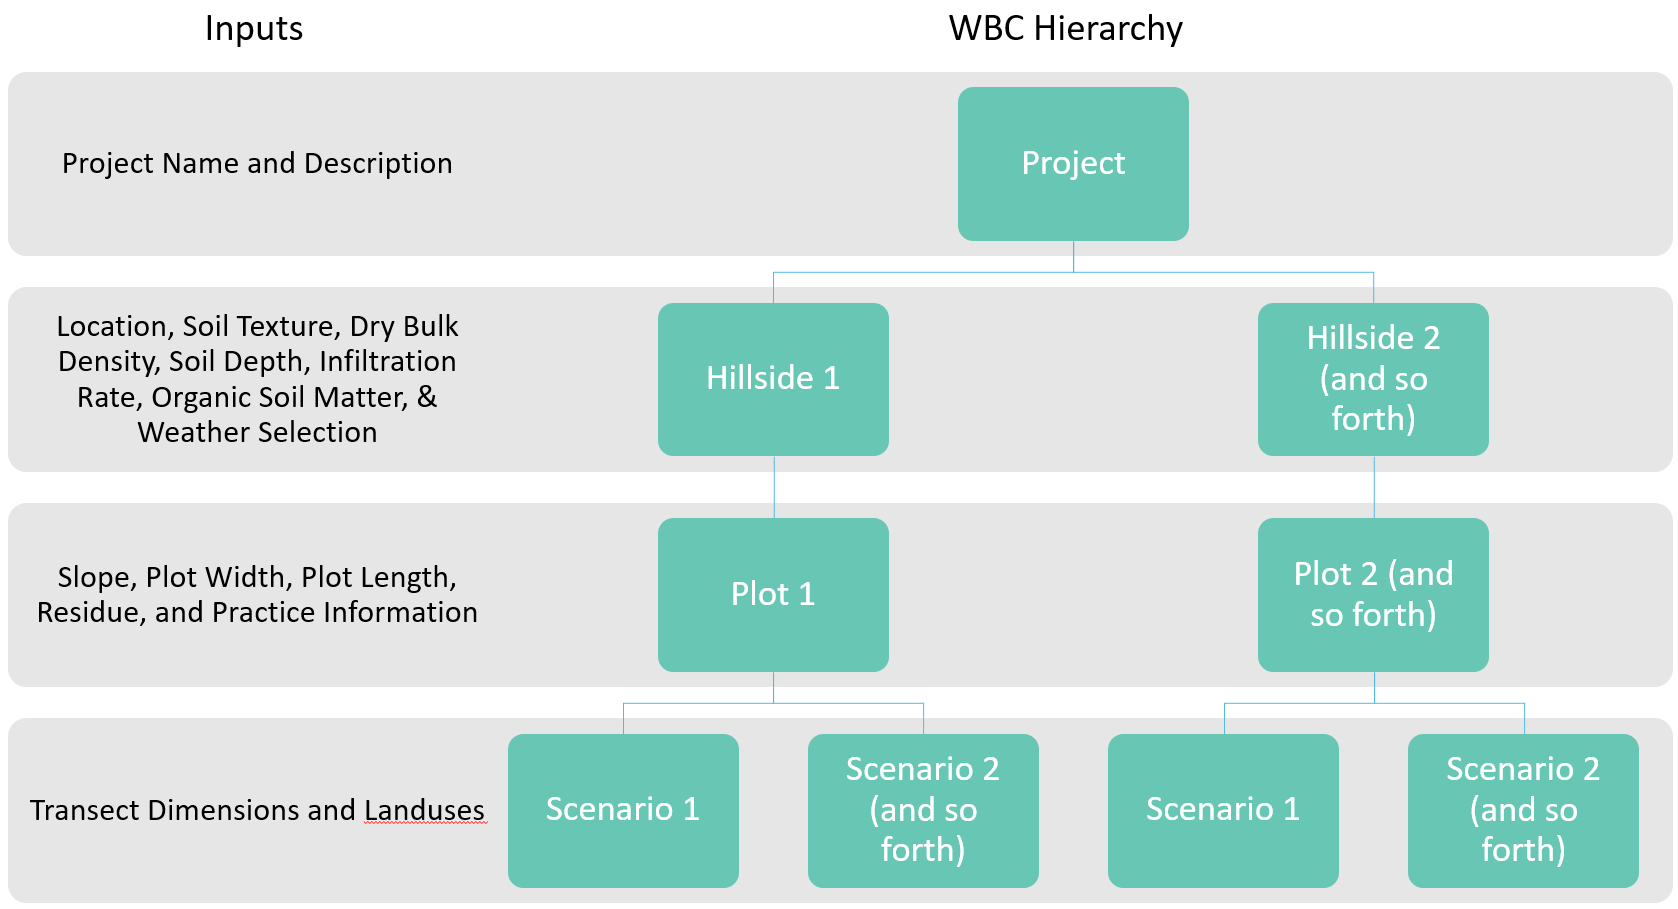 Inputs
WBC Hierarchy
Project Name and Description
Project
Location, Soil Texture, Dry Bulk
Density, Soil Depth, Infiltration
Rate, Organic Soil Matter, &
Weather Selection
Hillside 1
Hillside 2
(and so
forth)
Slope, Plot Width, Plot Length,
Residue, and Practice Information
Plot 1
Plot 2 (and
so forth)
Transect Dimensions and Landuses
Scenario 1
Scenario 2
(and so
forth)
Scenario 1
Scenario 2
(and so
forth)